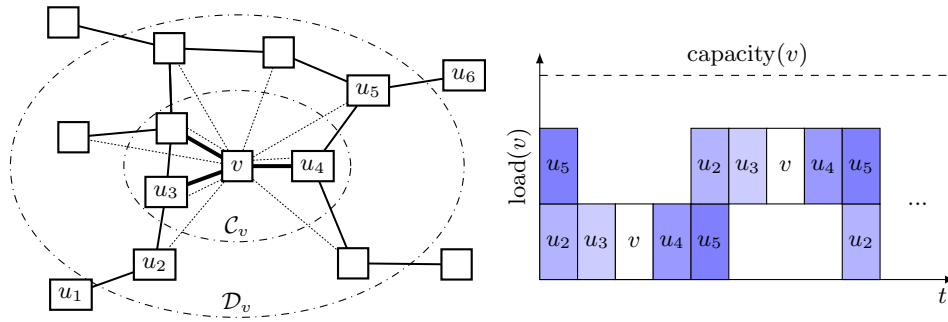 u₆
u₅
v
u₄
u₃
𝒞ᵥ
u₂
u₁
𝒟ᵥ
capacity(v)
load(v)
u₅ u₂ u₃ v u₄ u₅
u₂ u₃ v u₄ u₅ u₂
...
t